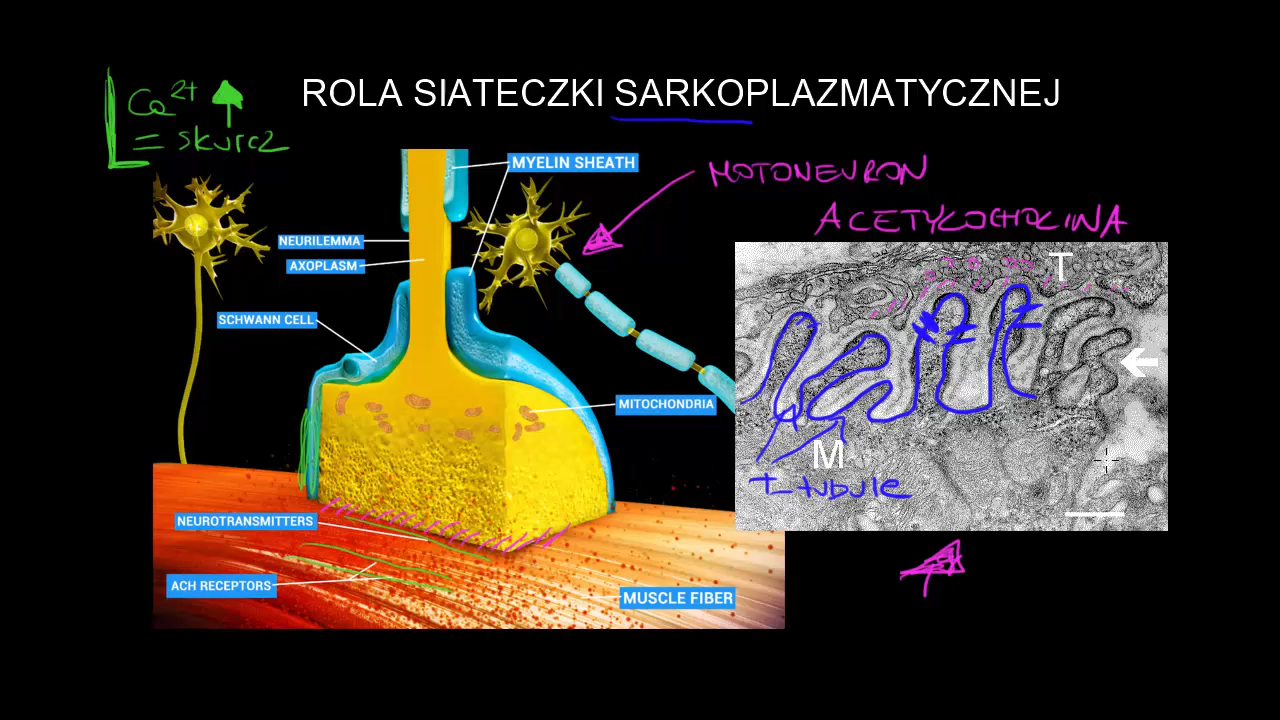 Ca2+ ↑
= skurcz
ROLA SIATECZKI SARKOPLAZMATYCZNEJ
MYELIN SHEATH
MOTONEURON
ACETYLOCHOLINA
NEURILEMMA
AXOPLASM
T
SCHWANN CELL
MITOCHONDRIA
M
T-tubule
NEUROTRANSMITTERS
ACH RECEPTORS
MUSCLE FIBER